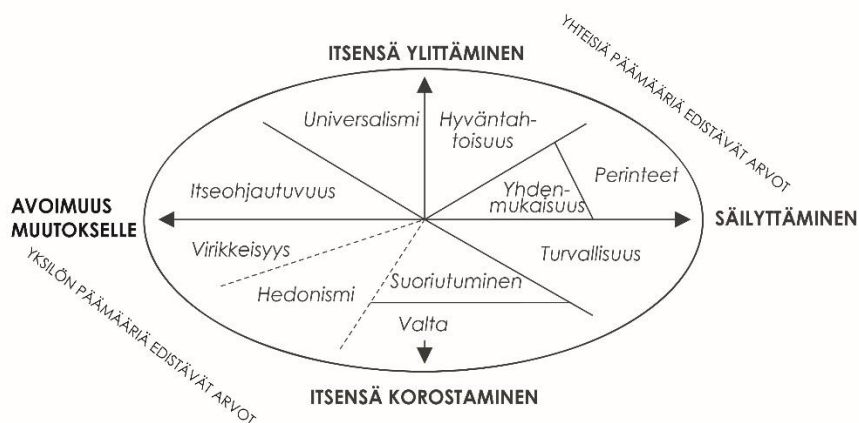 ITSENSÄ YLITTÄMINEN
YHTEISIÄ PÄÄMÄÄRIÄ EDISTÄVÄT ARVOT
Universalismi
Hyväntah-
toisuus
Perinteet
Itseohjautuvuus
Yhden-
mukaisuus
AVOIMUUS
MUUTOKSELLE
SÄILYTTÄMINEN
Virikkeisyys
Turvallisuus
Hedonismi
Suoriutuminen
Valta
YKSILÖN PÄÄMÄÄRIÄ EDISTÄVÄT ARVOT
ITSENSÄ KOROSTAMINEN